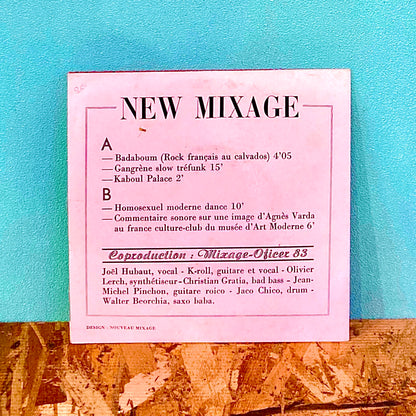 NEW MIXAGE
A
— Badaboum (Rock français au calvados) 4'05
— Gangrène slow tréfunk 15'
— Kaboul Palace 2'
B
— Homosexuel moderne dance 10'
— Commentaire sonore sur une image d'Agnès Varda
au france culture-club du musée d'Art Moderne 6'
Coproduction : Mixage-Oficer 83
Joël Hubaut, vocal - K-roll, guitare et vocal - Olivier
Lerch, synthétiseur - Christian Gratia, bad bass - Jean-
Michel Pinchon, guitare roico - Jaco Chico, drum -
Walter Beorchia, saxo baba.
DESIGN : NOUVEAU MIXAGE